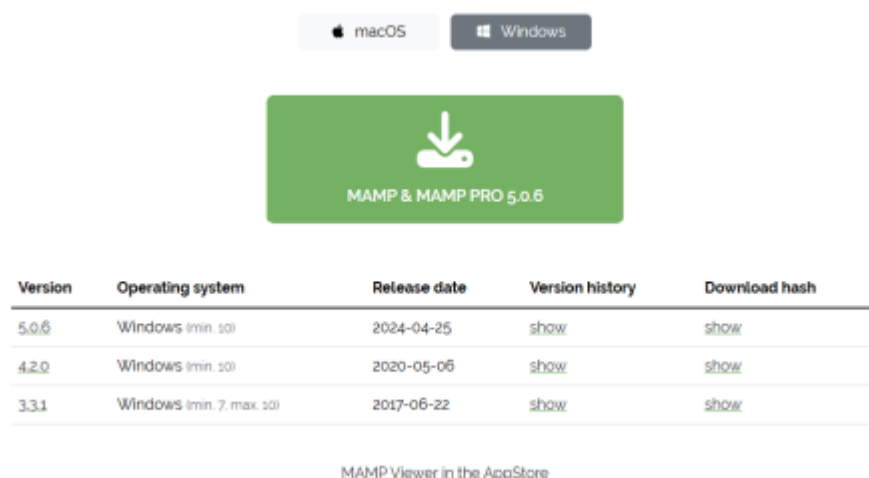 macOS Windows
MAMP & MAMP PRO 5.0.6
Version Operating system Release date Version history Download hash
5.0.6 Windows (min. 10) 2024-04-25 show show
4.2.0 Windows (min. 10) 2020-05-06 show show
3.3.1 Windows (min. 7, max. 10) 2017-06-22 show show
MAMP Viewer in the AppStore